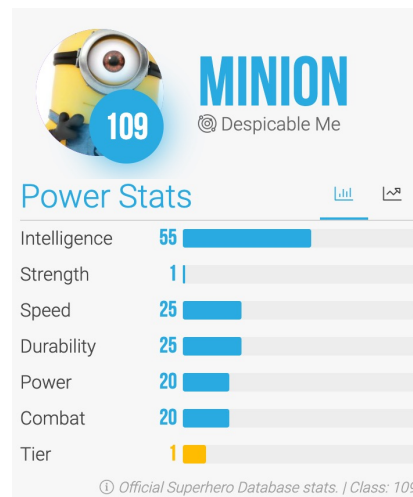 109
MINION
Despicable Me
Power Stats
Intelligence 55
Strength 1
Speed 25
Durability 25
Power 20
Combat 20
Tier 1
Official Superhero Database stats. | Class: 109